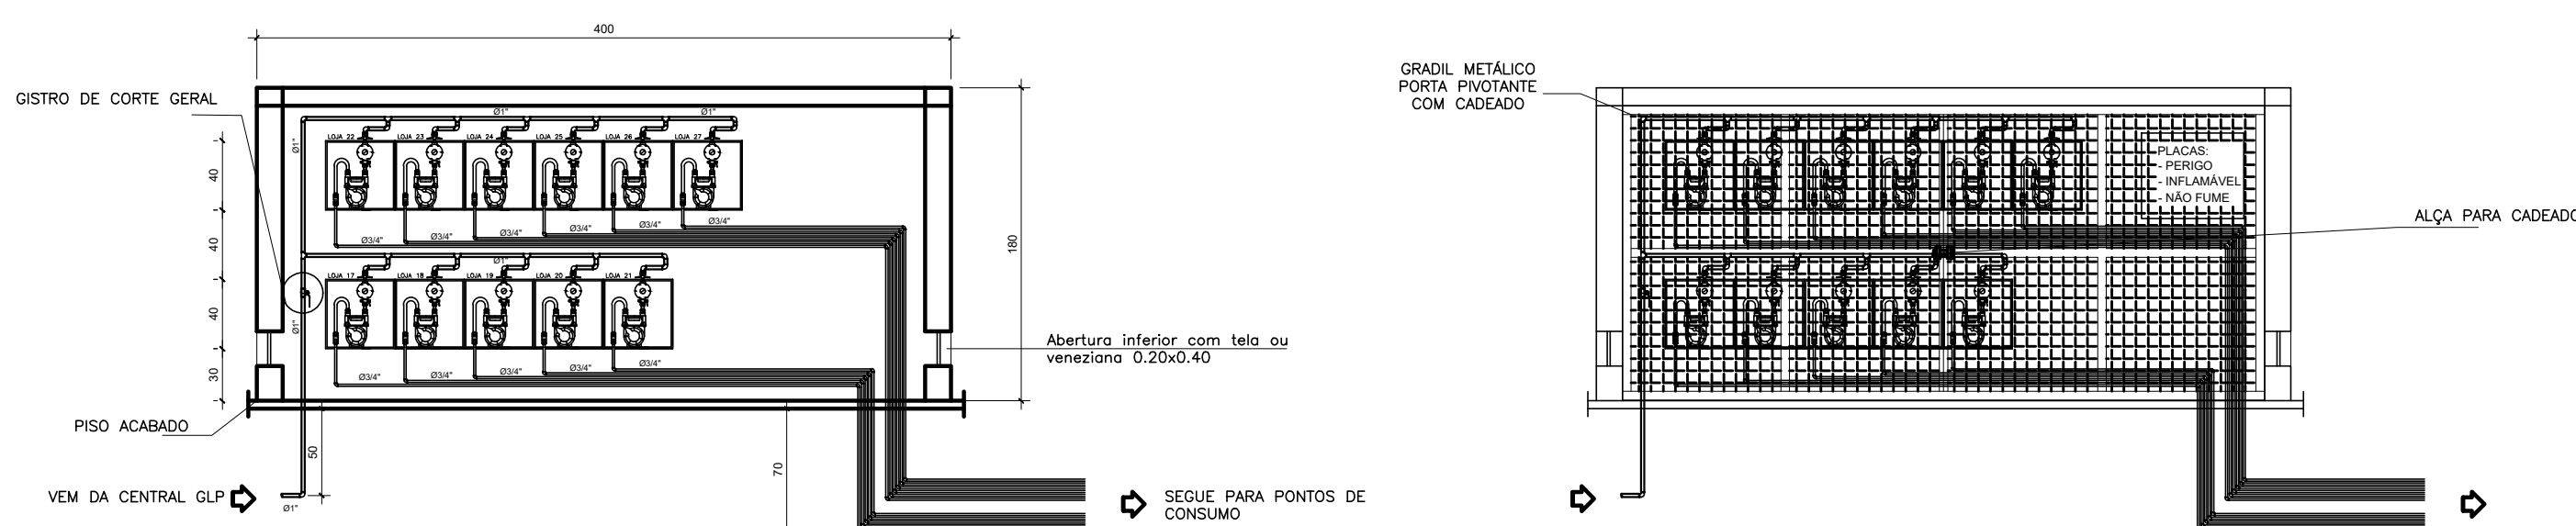 400
GISTRO DE CORTE GERAL
Ø1"
Ø1"
Ø1"
LOJA 22
LOJA 23
LOJA 24
LOJA 25
LOJA 26
LOJA 27
40
40
40
30
180
Ø3/4"
Ø3/4"
Ø3/4"
Ø3/4"
Ø3/4"
Ø3/4"
Ø1"
LOJA 17
LOJA 18
LOJA 19
LOJA 20
LOJA 21
Ø1"
Ø3/4"
Ø3/4"
Ø3/4"
Ø3/4"
Ø3/4"
Abertura inferior com tela ou
veneziana 0.20x0.40
PISO ACABADO
50
70
VEM DA CENTRAL GLP
Ø1"
SEGUE PARA PONTOS DE
CONSUMO
GRADIL METÁLICO
PORTA PIVOTANTE
COM CADEADO
PLACAS:
- PERIGO
- INFLAMÁVEL
- NÃO FUME
ALÇA PARA CADEADO